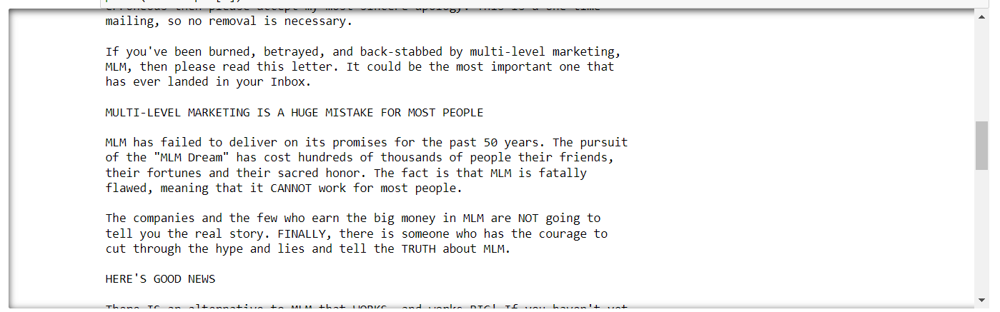 erroneous then please accept my most sincere apology. This is a one-time
mailing, so no removal is necessary.
If you've been burned, betrayed, and back-stabbed by multi-level marketing,
MLM, then please read this letter. It could be the most important one that
has ever landed in your Inbox.
MULTI-LEVEL MARKETING IS A HUGE MISTAKE FOR MOST PEOPLE
MLM has failed to deliver on its promises for the past 50 years. The pursuit
of the "MLM Dream" has cost hundreds of thousands of people their friends,
their fortunes and their sacred honor. The fact is that MLM is fatally
flawed, meaning that it CANNOT work for most people.
The companies and the few who earn the big money in MLM are NOT going to
tell you the real story. FINALLY, there is someone who has the courage to
cut through the hype and lies and tell the TRUTH about MLM.
HERE'S GOOD NEWS
There IS an alternative to MLM that WORKS, and works BIG! If you haven't yet